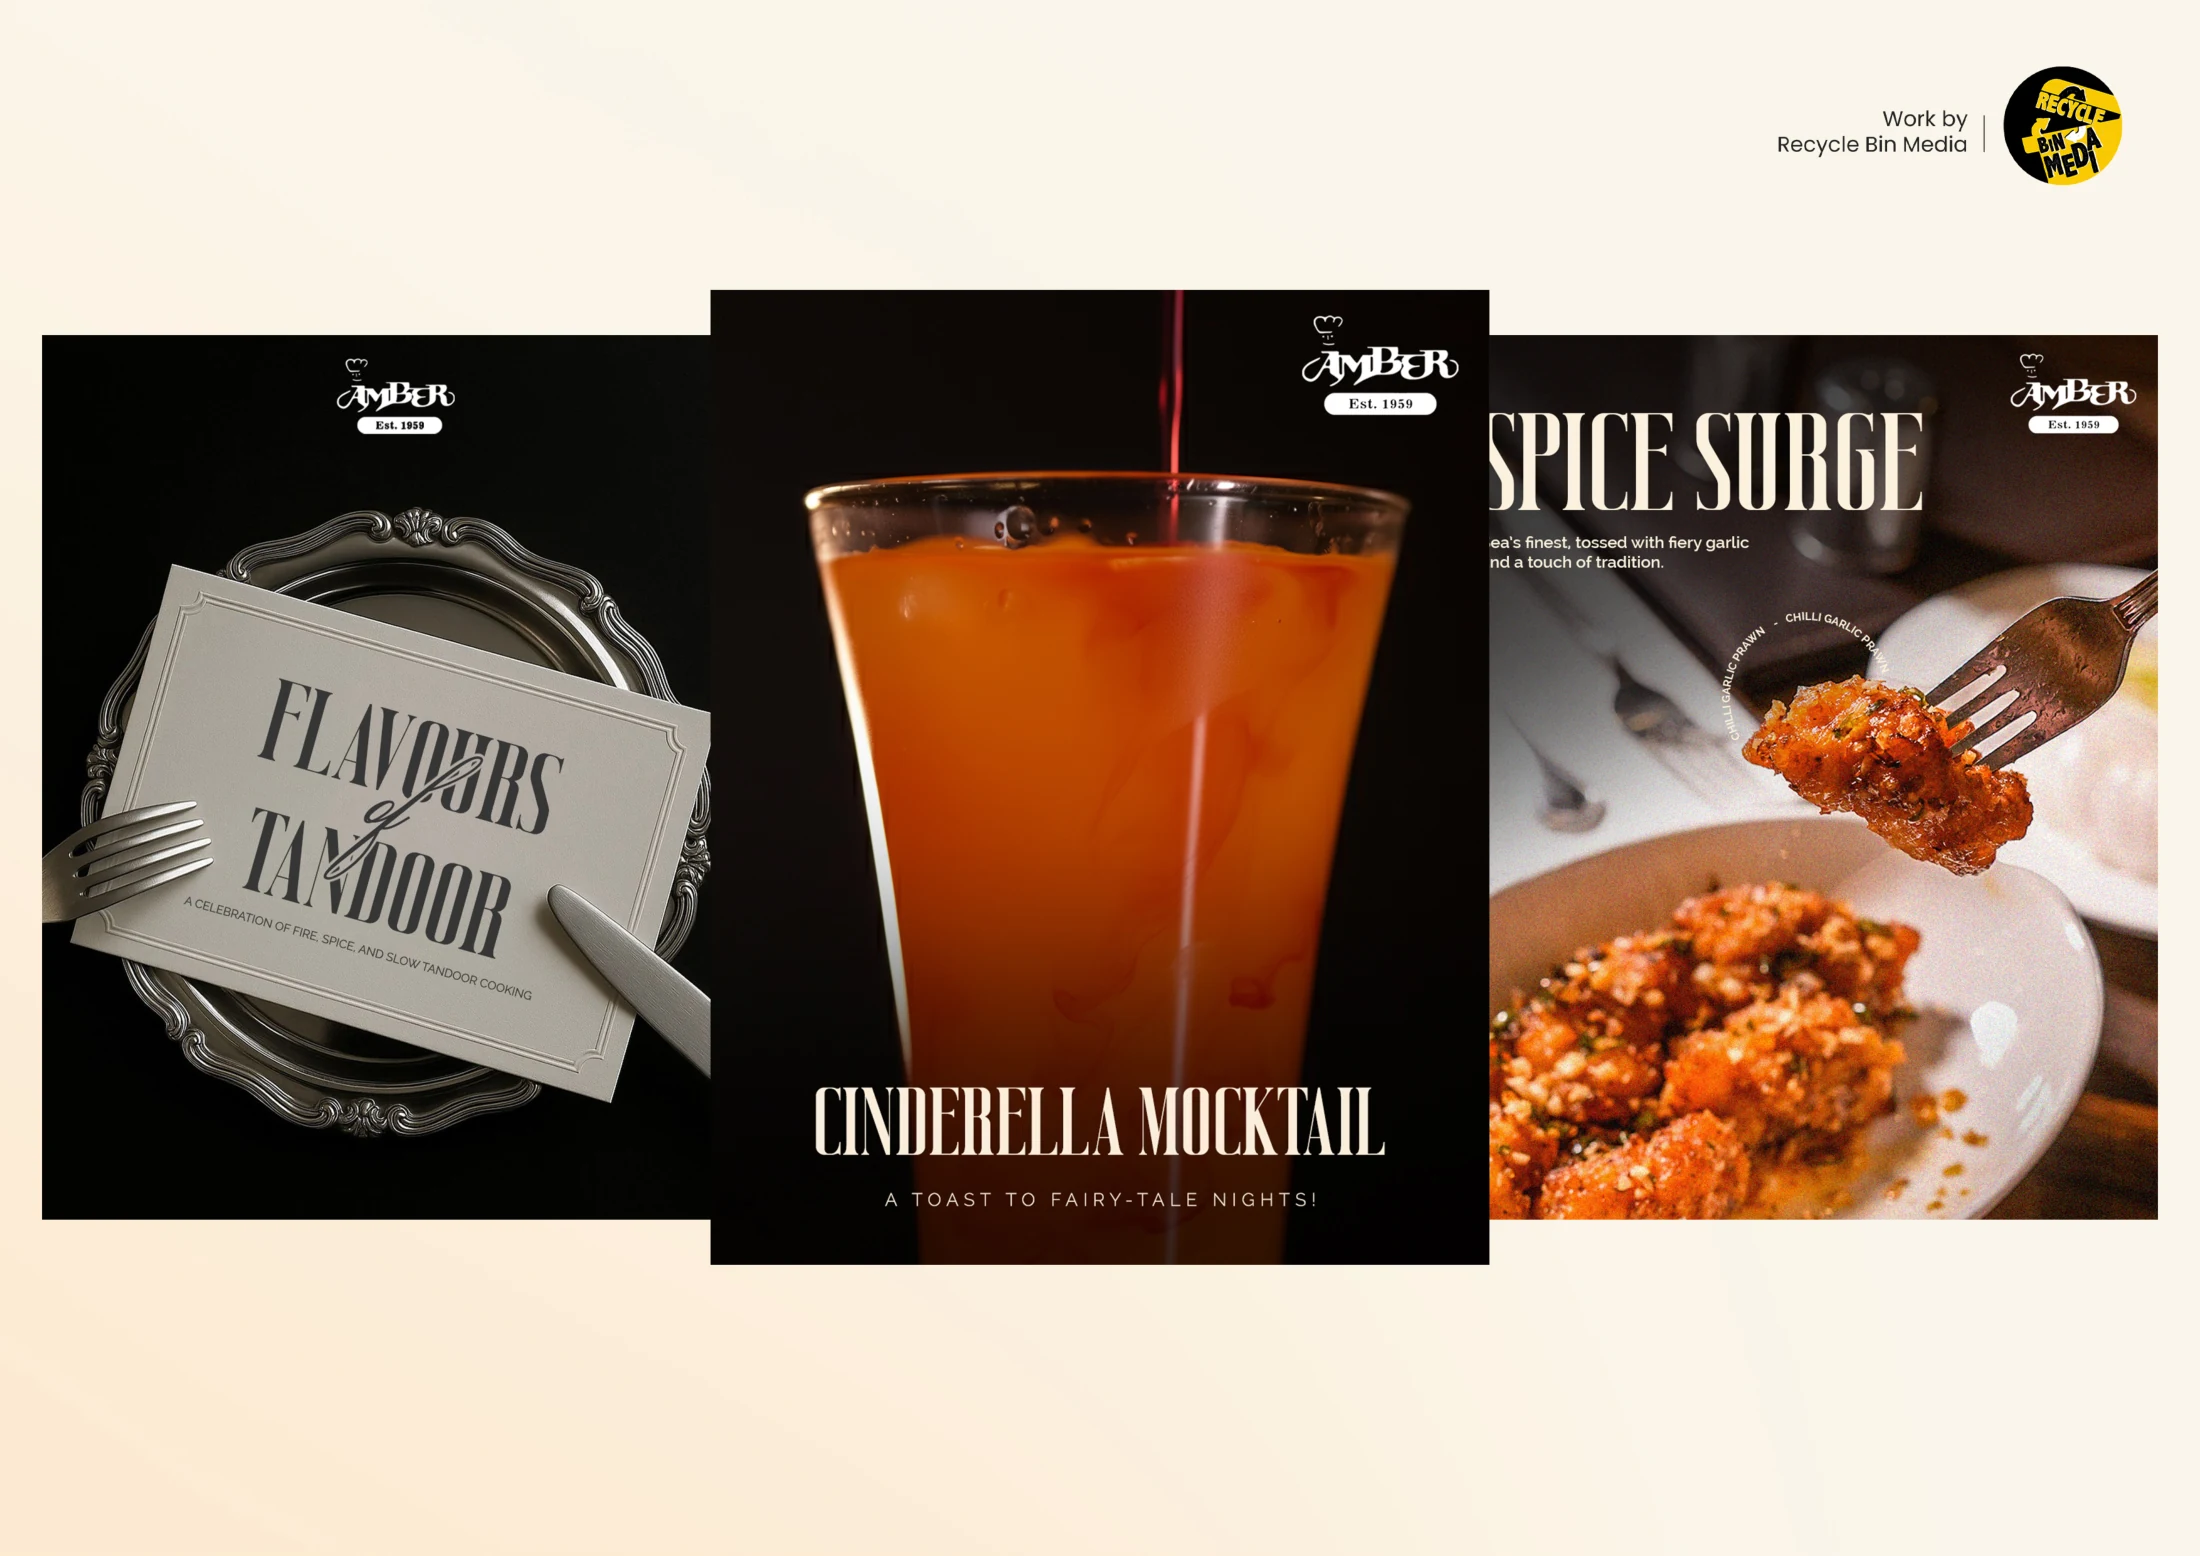 Work by
Recycle Bin Media
RECYCLE
BIN
MEDIA
AMBER
Est. 1959
FLAVOURS
of
TANDOOR
A CELEBRATION OF FIRE, SPICE, AND SLOW TANDOOR COOKING
AMBER
Est. 1959
CINDERELLA MOCKTAIL
A TOAST TO FAIRY-TALE NIGHTS!
AMBER
Est. 1959
SPICE SURGE
ea's finest, tossed with fiery garlic
nd a touch of tradition.
CHILLI GARLIC PRAWN - CHILLI GARLIC PRAWN